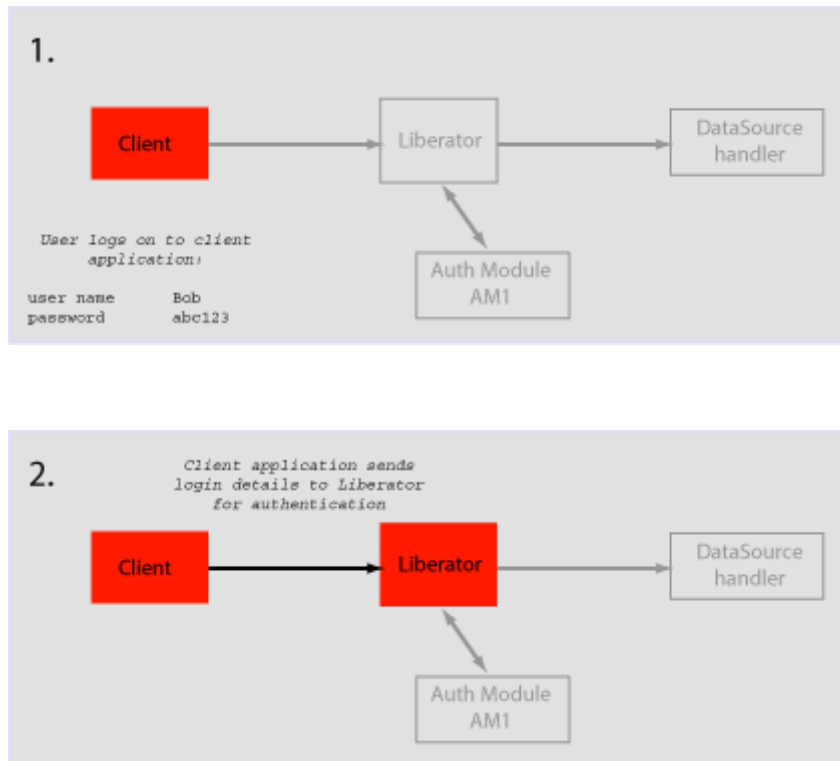 1.
Client
Liberator
DataSource
handler
User logs on to client
application:
Auth Module
AM1
user name Bob
password abc123
2.
Client application sends
login details to Liberator
for authentication
Client
Liberator
DataSource
handler
Auth Module
AM1